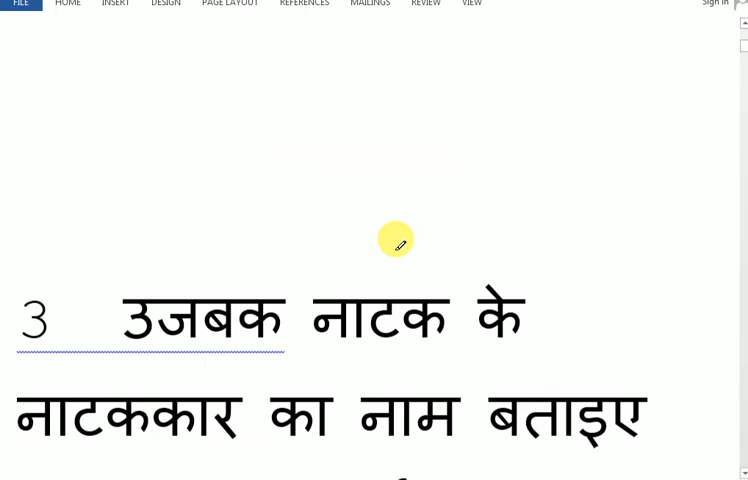 FILE HOME INSERT DESIGN PAGE LAYOUT REFERENCES MAILINGS REVIEW VIEW Sign in
3 उजबक नाटक के
नाटककार का नाम बताइए